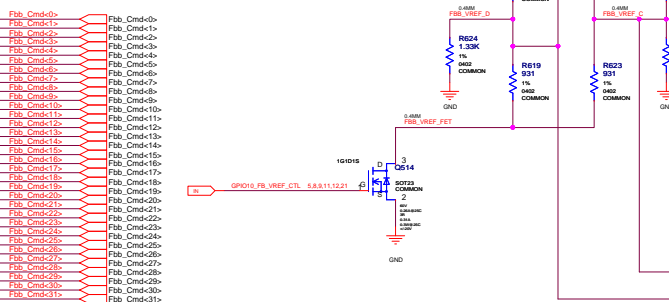 Fbb_Cmd<0> Fbb_Cmd<0>
Fbb_Cmd<1> Fbb_Cmd<1>
Fbb_Cmd<2> Fbb_Cmd<2>
Fbb_Cmd<3> Fbb_Cmd<3>
Fbb_Cmd<4> Fbb_Cmd<4>
Fbb_Cmd<5> Fbb_Cmd<5>
Fbb_Cmd<6> Fbb_Cmd<6>
Fbb_Cmd<7> Fbb_Cmd<7>
Fbb_Cmd<8> Fbb_Cmd<8>
Fbb_Cmd<9> Fbb_Cmd<9>
Fbb_Cmd<10> Fbb_Cmd<10>
Fbb_Cmd<11> Fbb_Cmd<11>
Fbb_Cmd<12> Fbb_Cmd<12>
Fbb_Cmd<13> Fbb_Cmd<13>
Fbb_Cmd<14> Fbb_Cmd<14>
Fbb_Cmd<15> Fbb_Cmd<15>
Fbb_Cmd<16> Fbb_Cmd<16>
Fbb_Cmd<17> Fbb_Cmd<17>
Fbb_Cmd<18> Fbb_Cmd<18>
Fbb_Cmd<19> Fbb_Cmd<19>
Fbb_Cmd<20> Fbb_Cmd<20>
Fbb_Cmd<21> Fbb_Cmd<21>
Fbb_Cmd<22> Fbb_Cmd<22>
Fbb_Cmd<23> Fbb_Cmd<23>
Fbb_Cmd<24> Fbb_Cmd<24>
Fbb_Cmd<25> Fbb_Cmd<25>
Fbb_Cmd<26> Fbb_Cmd<26>
Fbb_Cmd<27> Fbb_Cmd<27>
Fbb_Cmd<28> Fbb_Cmd<28>
Fbb_Cmd<29> Fbb_Cmd<29>
Fbb_Cmd<30> Fbb_Cmd<30>
Fbb_Cmd<31> Fbb_Cmd<31>
COMMON
COMMON
0.4MM
FBB_VREF_D
0.4MM
FBB_VREF_C
R624
1.33K
1%
0402
COMMON
GND
R619
931
1%
0402
COMMON
R623
931
1%
0402
COMMON
GND
0.4MM
FBB_VREF_FET
1G1D1S
D
3
Q514
IN
GPIO10_FB_VREF_CTL 5,8,9,11,12,21
G
S
SOT23
COMMON
2
GND